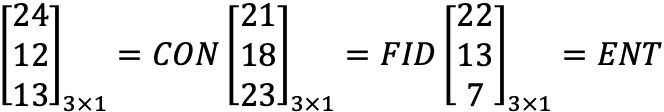 [24 12 13]3×1 = CON [21 18 23]3×1 = FID [22 13 7]3×1 = ENT